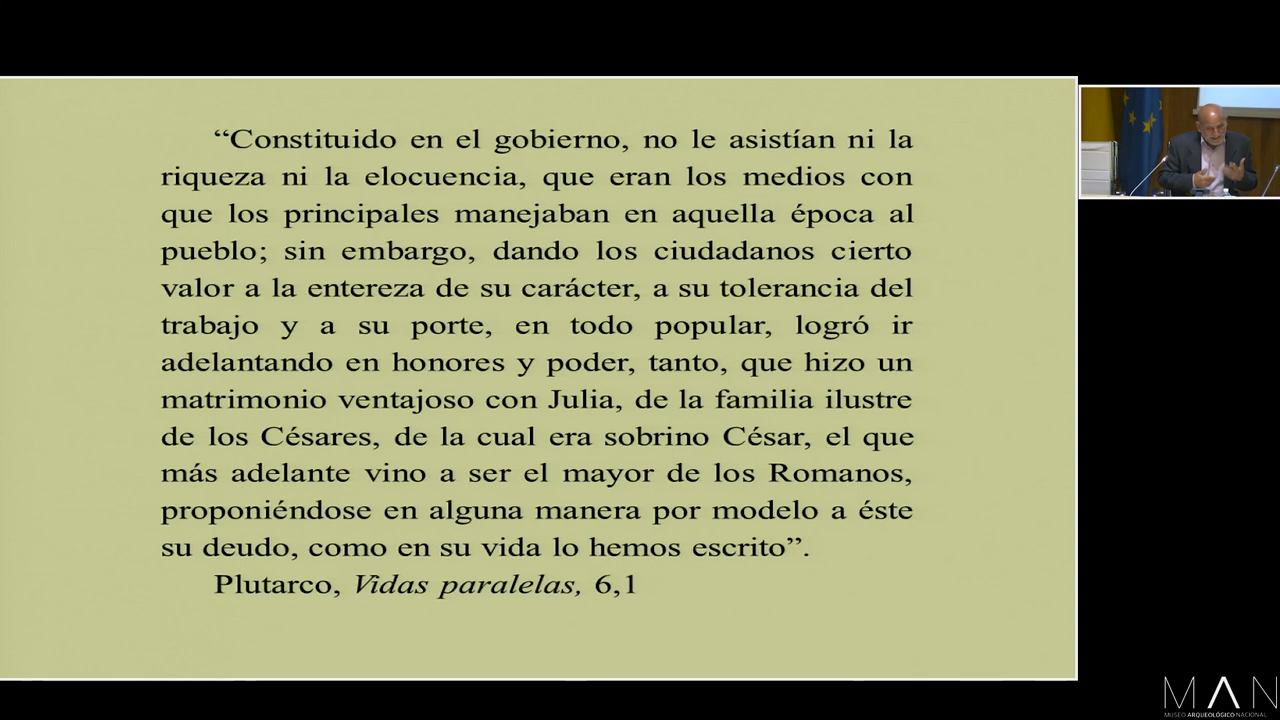 “Constituido en el gobierno, no le asistían ni la
riqueza ni la elocuencia, que eran los medios con
que los principales manejaban en aquella época al
pueblo; sin embargo, dando los ciudadanos cierto
valor a la entereza de su carácter, a su tolerancia del
trabajo y a su porte, en todo popular, logró ir
adelantando en honores y poder, tanto, que hizo un
matrimonio ventajoso con Julia, de la familia ilustre
de los Césares, de la cual era sobrino César, el que
más adelante vino a ser el mayor de los Romanos,
proponiéndose en alguna manera por modelo a éste
su deudo, como en su vida lo hemos escrito”.
Plutarco, Vidas paralelas, 6,1
MAN
MUSEO ARQUEOLÓGICO NACIONAL